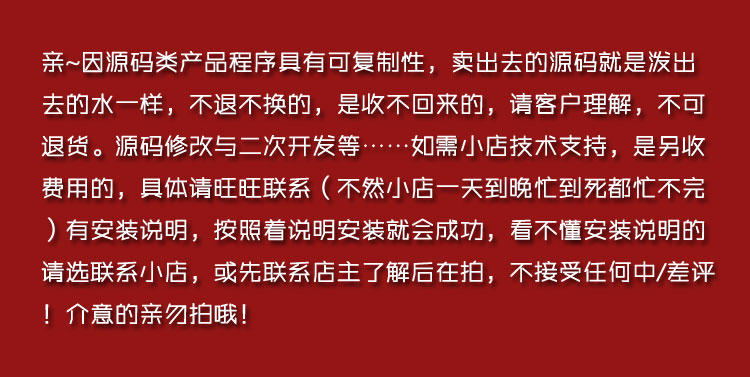 亲~因源码类产品程序具有可复制性，卖出去的源码就是泼出
去的水一样，不退不换的，是收不回来的，请客户理解，不可
退货。源码修改与二次开发等……如需小店技术支持，是另收
费用的，具体请旺旺联系（不然小店一天到晚忙到死都忙不完
）有安装说明，按照着说明安装就会成功，看不懂安装说明的
请选联系小店，或先联系店主了解后在拍，不接受任何中/差评
！介意的亲勿拍哦！